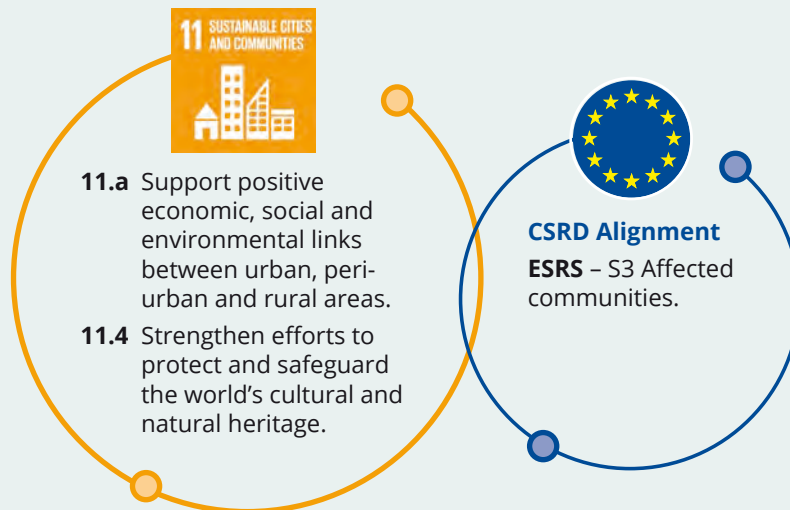 11 SUSTAINABLE CITIES
AND COMMUNITIES
11.a Support positive
economic, social and
environmental links
between urban, peri-
urban and rural areas.
11.4 Strengthen efforts to
protect and safeguard
the world's cultural and
natural heritage.
CSRD Alignment
ESRS – S3 Affected
communities.